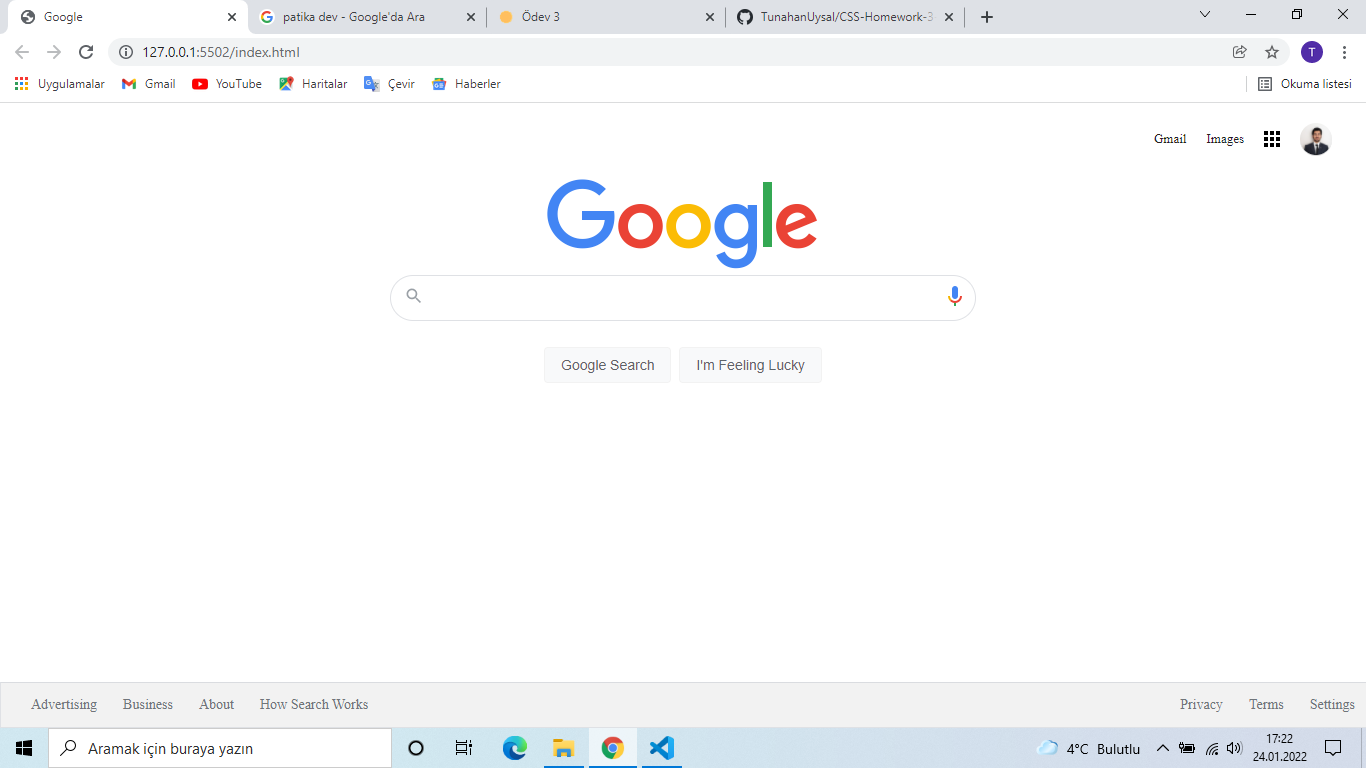 Google
patika dev - Google'da Ara
Ödev 3
TunahanUysal/CSS-Homework-3
127.0.0.1:5502/index.html
T
Uygulamalar
Gmail
YouTube
Haritalar
Çevir
Haberler
Okuma listesi
Gmail
Images
Google
Google Search
I'm Feeling Lucky
Advertising
Business
About
How Search Works
Privacy
Terms
Settings
Aramak için buraya yazın
4°C Bulutlu
17:22
24.01.2022